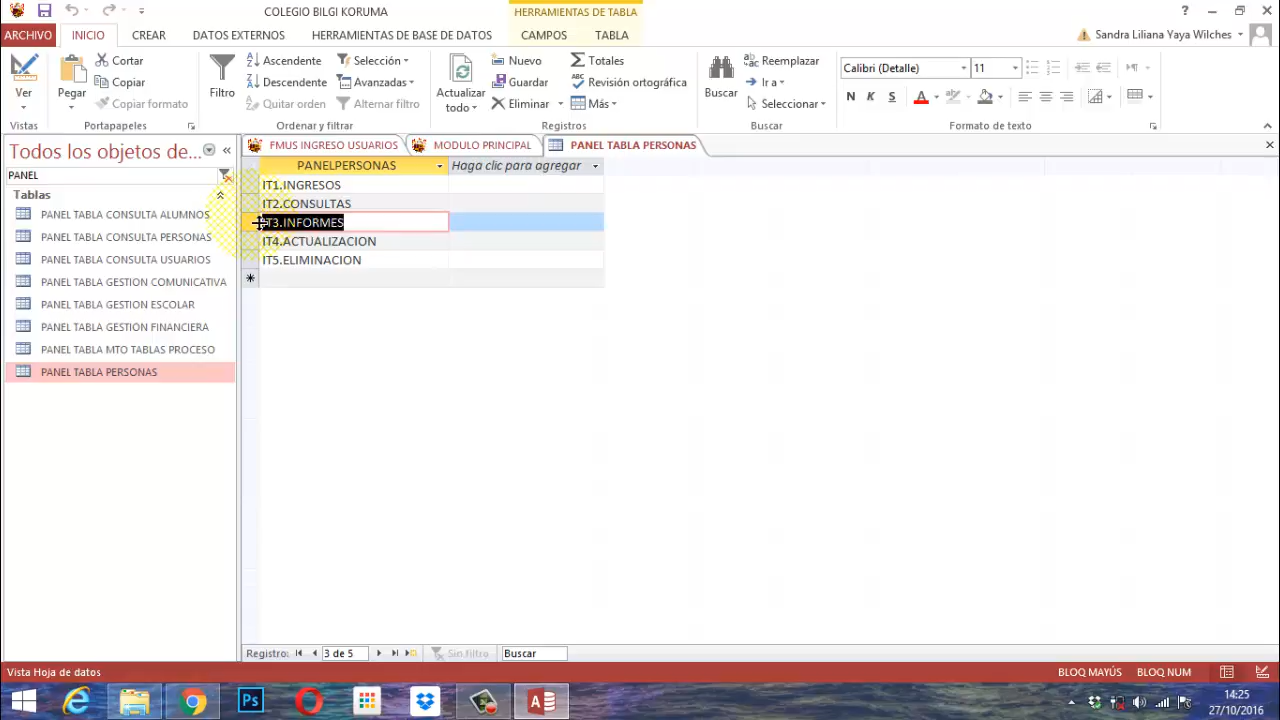 COLEGIO BILGI KORUMA
HERRAMIENTAS DE TABLA
?
ARCHIVO INICIO CREAR DATOS EXTERNOS HERRAMIENTAS DE BASE DE DATOS CAMPOS TABLA
Sandra Liliana Yaya Wilches
Ver
Vistas
Pegar
Cortar
Copiar
Copiar formato
Portapapeles
Filtro
Ascendente
Descendente
Quitar orden
Selección
Avanzadas
Alternar filtro
Ordenar y filtrar
Actualizar
todo
Nuevo
Guardar
Eliminar
Totales
Revisión ortográfica
Más
Registros
Buscar
Reemplazar
Ir a
Seleccionar
Buscar
Calibri (Detalle) 11
N K S A
Formato de texto
Todos los objetos de...
PANEL
Tablas
PANEL TABLA CONSULTA ALUMNOS
PANEL TABLA CONSULTA PERSONAS
PANEL TABLA CONSULTA USUARIOS
PANEL TABLA GESTION COMUNICATIVA
PANEL TABLA GESTION ESCOLAR
PANEL TABLA GESTION FINANCIERA
PANEL TABLA MTO TABLAS PROCESO
PANEL TABLA PERSONAS
FMUS INGRESO USUARIOS MODULO PRINCIPAL PANEL TABLA PERSONAS
PANELPERSONAS Haga clic para agregar
IT1.INGRESOS
IT2.CONSULTAS
IT3.INFORMES
IT4.ACTUALIZACION
IT5.ELIMINACION
Registro: 3 de 5 Sin filtro Buscar
Vista Hoja de datos BLOQ MAYÚS BLOQ NUM
Ps
14:25
27/10/2016